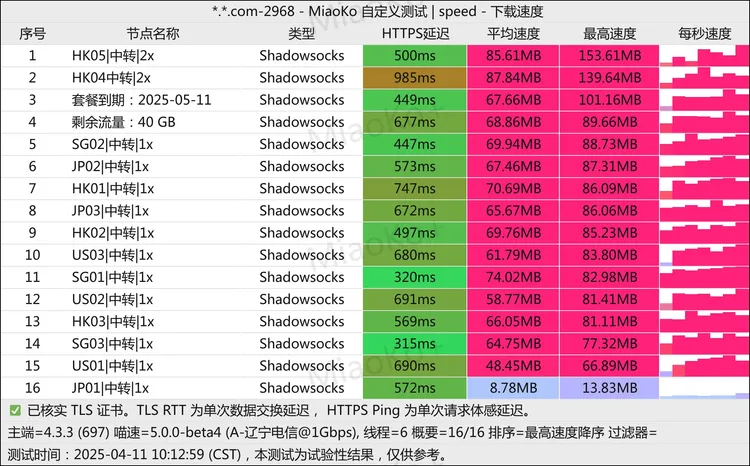 *.*.com-2968 - Miaoko 自定义测试 | speed - 下载速度
序号 节点名称 类型 HTTPS延迟 平均速度 最高速度 每秒速度
1 HK05|中转|2x Shadowsocks 500ms 85.61MB 153.61MB
2 HK04中转|2x Shadowsocks 985ms 87.84MB 139.64MB
3 套餐到期：2025-05-11 Shadowsocks 449ms 67.66MB 101.16MB
4 剩余流量：40 GB Shadowsocks 677ms 68.86MB 89.66MB
5 SG02|中转|1x Shadowsocks 447ms 69.94MB 88.73MB
6 JP02|中转|1x Shadowsocks 573ms 67.46MB 87.31MB
7 HK01|中转|1x Shadowsocks 747ms 70.69MB 86.09MB
8 JP03|中转|1x Shadowsocks 672ms 65.67MB 86.06MB
9 HK02|中转|1x Shadowsocks 497ms 69.76MB 85.23MB
10 US03|中转|1x Shadowsocks 680ms 61.79MB 83.80MB
11 SG01|中转|1x Shadowsocks 320ms 74.02MB 82.98MB
12 US02|中转|1x Shadowsocks 691ms 58.77MB 81.41MB
13 HK03|中转|1x Shadowsocks 569ms 66.05MB 81.11MB
14 SG03|中转|1x Shadowsocks 315ms 64.75MB 77.32MB
15 US01|中转|1x Shadowsocks 690ms 48.45MB 66.89MB
16 JP01|中转|1x Shadowsocks 572ms 8.78MB 13.83MB
✅ 已核实 TLS 证书。TLS RTT 为单次数据交换延迟， HTTPS Ping 为单次请求体感延迟。
主端=4.3.3 (697) 喵速=5.0.0-beta4 (A-辽宁电信@1Gbps), 线程=6 概要=16/16 排序=最高速度降序 过滤器=
测试时间：2025-04-11 10:12:59 (CST)，本测试为试验性结果，仅供参考。